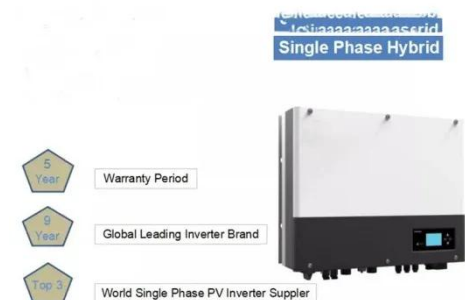 Single Phase Hybrid
5
Year
Warranty Period
9
Year
Global Leading Inverter Brand
Top 3
World Single Phase PV Inverter Suppler